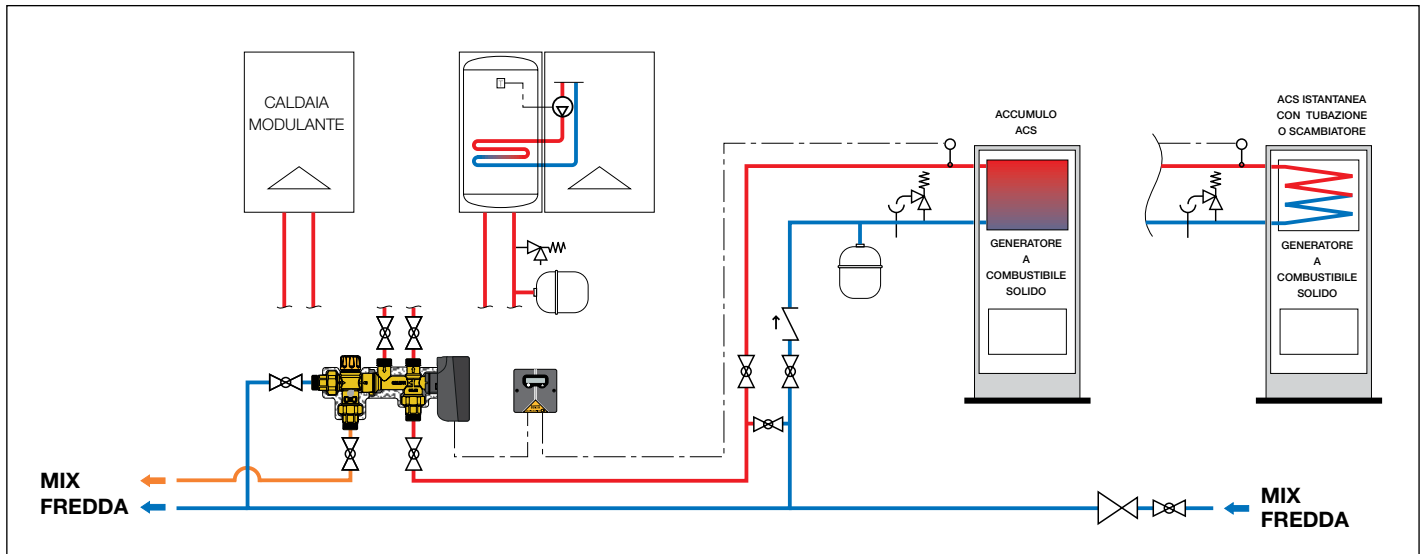 CALDAIA
MODULANTE
T
ACCUMULO
ACS
GENERATORE
A
COMBUSTIBILE
SOLIDO
ACS ISTANTANEA
CON TUBAZIONE
O SCAMBIATORE
GENERATORE
A
COMBUSTIBILE
SOLIDO
MIX
FREDDA
MIX
FREDDA